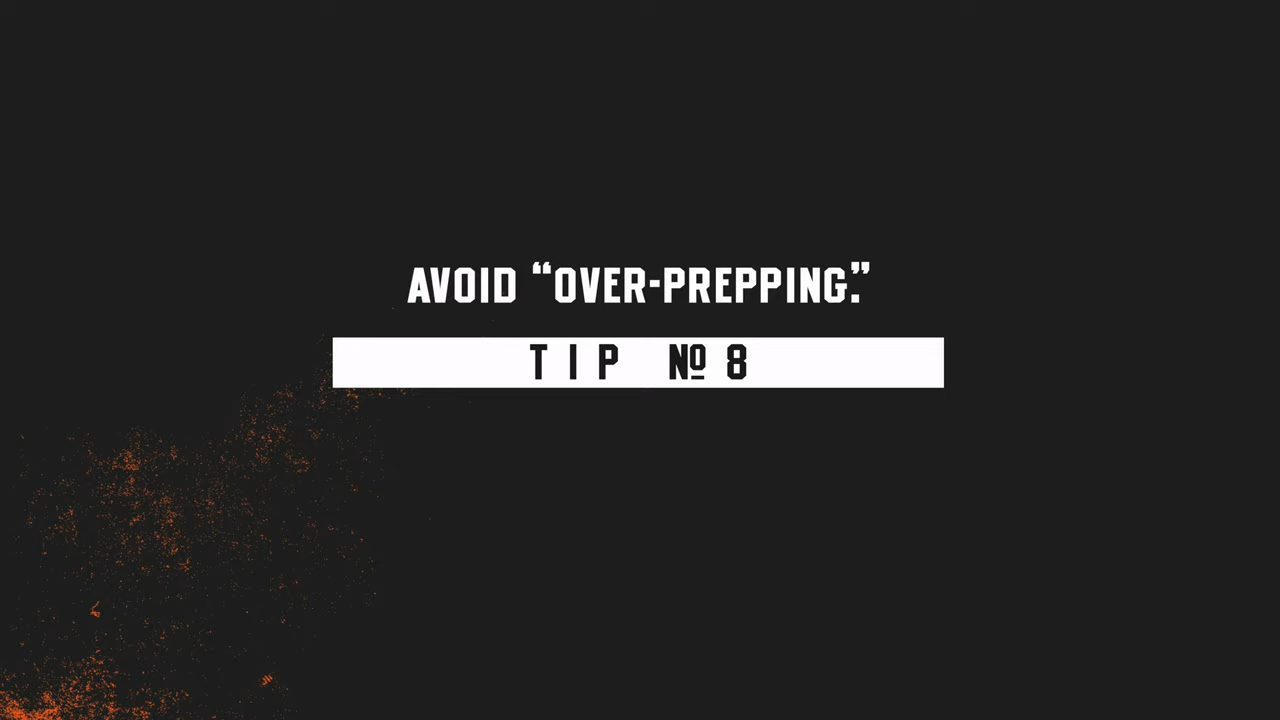 AVOID “OVER-PREPPING.”
TIP № 8